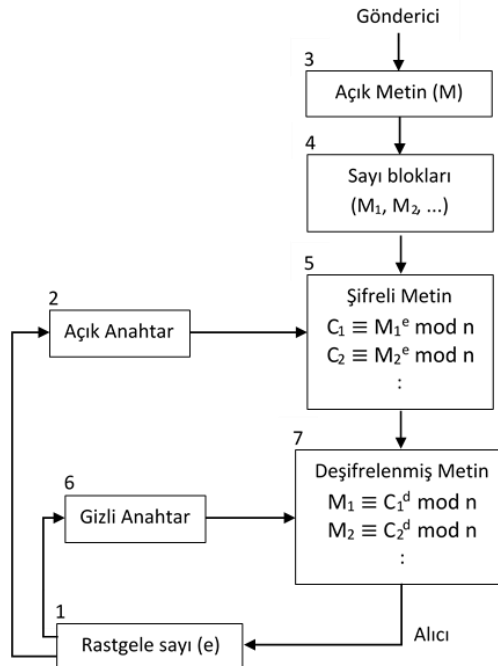 Gönderici
3
Açık Metin (M)
4
Sayı blokları
(M₁, M₂, ...)
5
Şifreli Metin
C₁ ≡ M₁ᵉ mod n
C₂ ≡ M₂ᵉ mod n
:
2
Açık Anahtar
7
Deşifrelenmiş Metin
M₁ ≡ C₁ᵈ mod n
M₂ ≡ C₂ᵈ mod n
:
6
Gizli Anahtar
1
Rastgele sayı (e)
Alıcı